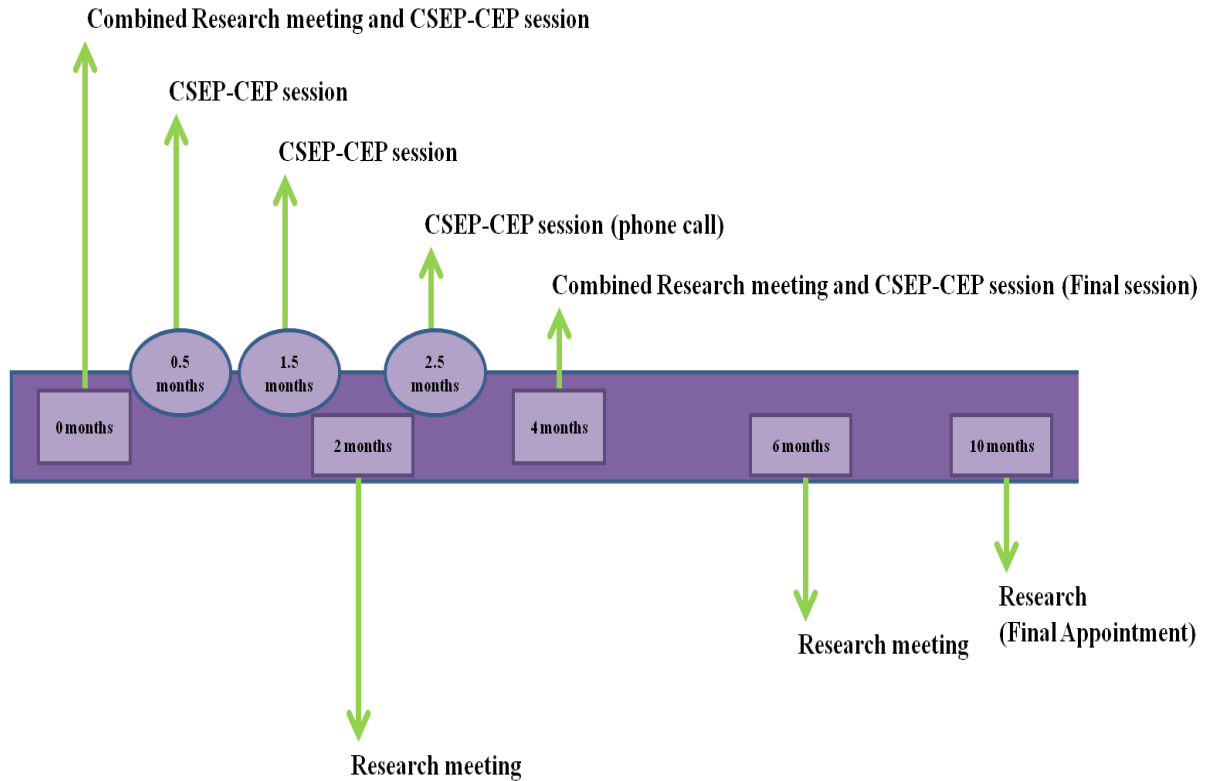 Combined Research meeting and CSEP-CEP session
CSEP-CEP session
CSEP-CEP session
CSEP-CEP session (phone call)
Combined Research meeting and CSEP-CEP session (Final session)
0.5
months
1.5
months
2.5
months
0 months
2 months
4 months
6 months
10 months
Research
(Final Appointment)
Research meeting
Research meeting